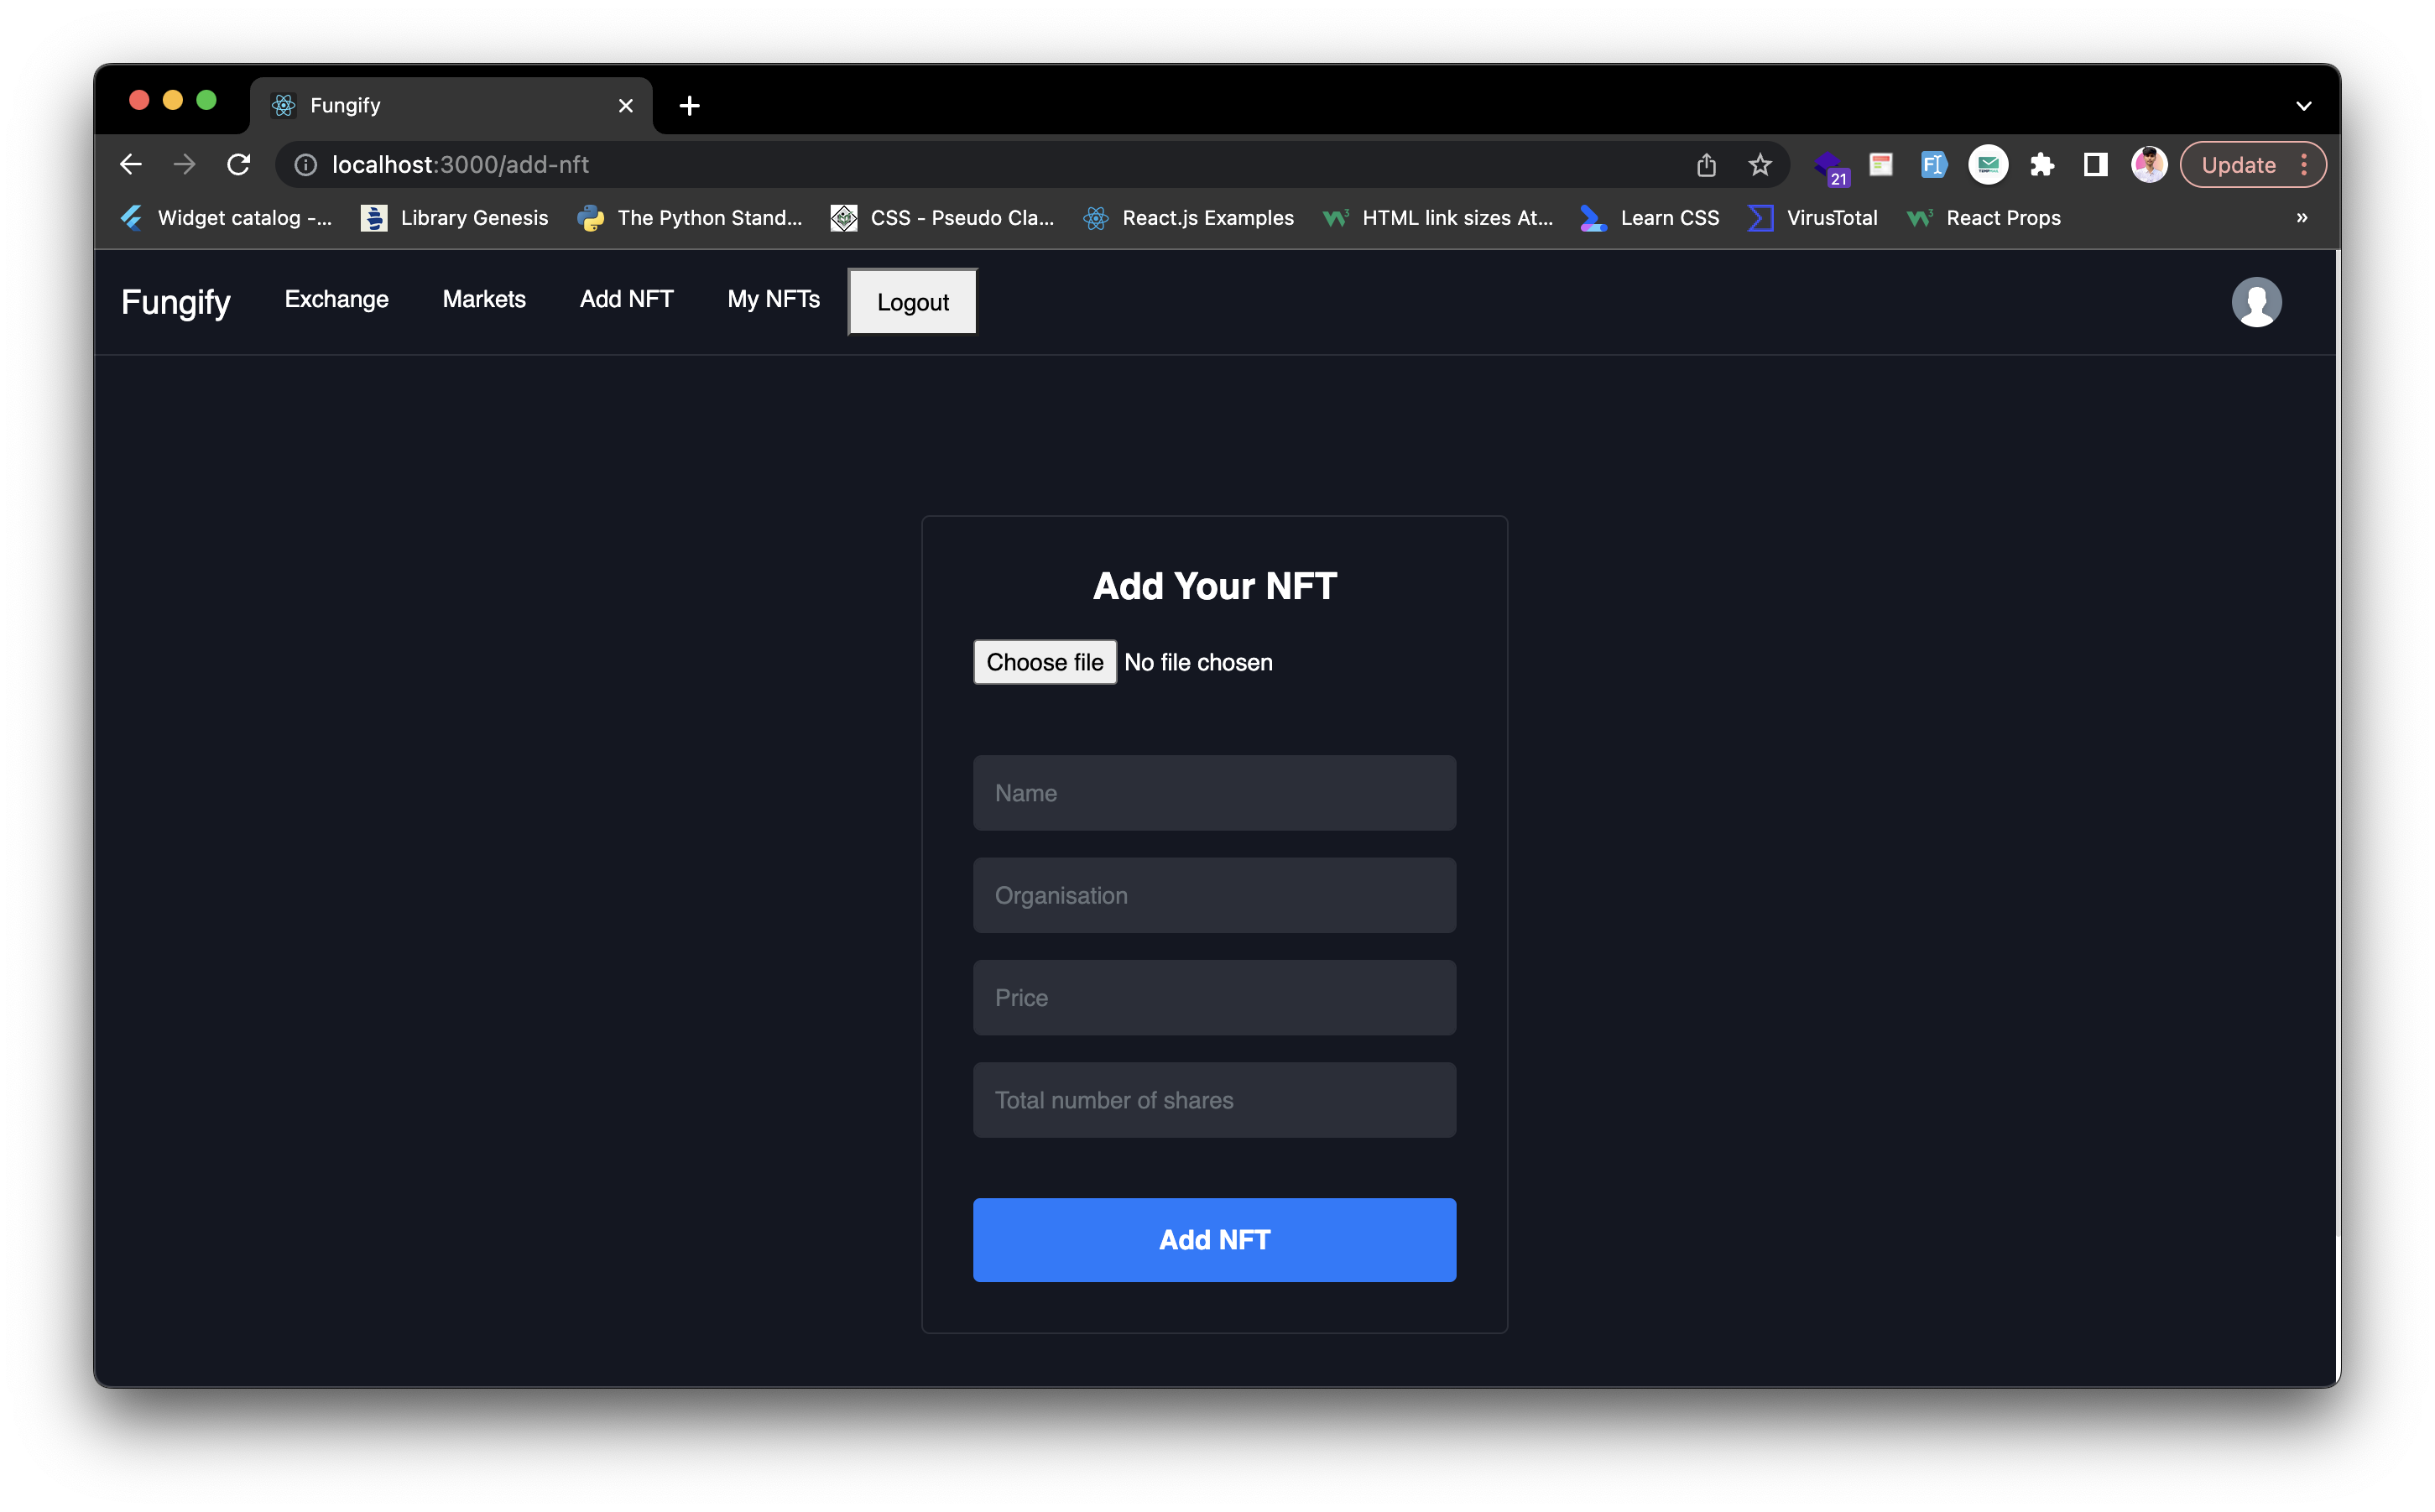 Fungify
localhost:3000/add-nft
21
Update
Widget catalog -... Library Genesis The Python Stand... CSS - Pseudo Cla... React.js Examples HTML link sizes At... Learn CSS VirusTotal React Props »
Fungify Exchange Markets Add NFT My NFTs Logout
Add Your NFT
Choose file No file chosen
Name
Organisation
Price
Total number of shares
Add NFT